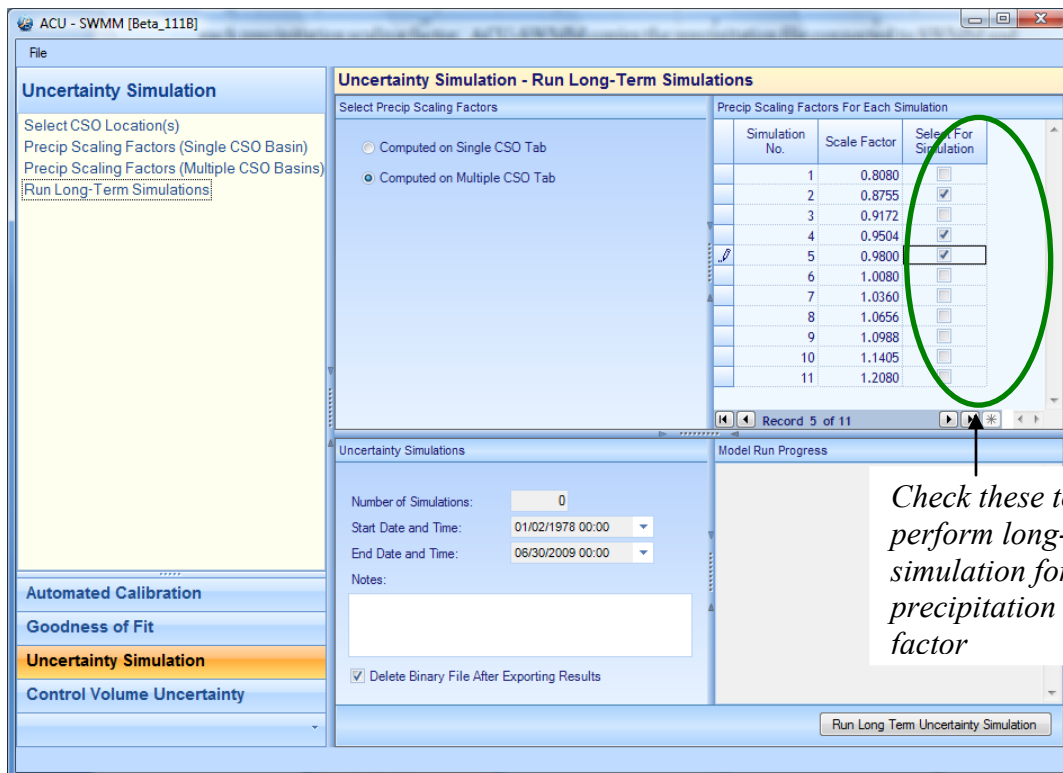 ACU - SWMM [Beta_111B]
File
Uncertainty Simulation
Select CSO Location(s)
Precip Scaling Factors (Single CSO Basin)
Precip Scaling Factors (Multiple CSO Basins)
Run Long-Term Simulations
Automated Calibration
Goodness of Fit
Uncertainty Simulation
Control Volume Uncertainty
Uncertainty Simulation - Run Long-Term Simulations
Select Precip Scaling Factors
Computed on Single CSO Tab
Computed on Multiple CSO Tab
Precip Scaling Factors For Each Simulation
Simulation No. Scale Factor Select For Simulation
1 0.8080
2 0.8755
3 0.9172
4 0.9504
5 0.9800
6 1.0080
7 1.0360
8 1.0656
9 1.0988
10 1.1405
11 1.2080
Record 5 of 11
Uncertainty Simulations
Number of Simulations: 0
Start Date and Time: 01/02/1978 00:00
End Date and Time: 06/30/2009 00:00
Notes:
Delete Binary File After Exporting Results
Model Run Progress
Check these t
perform long-
simulation for
precipitation
factor
Run Long Term Uncertainty Simulation